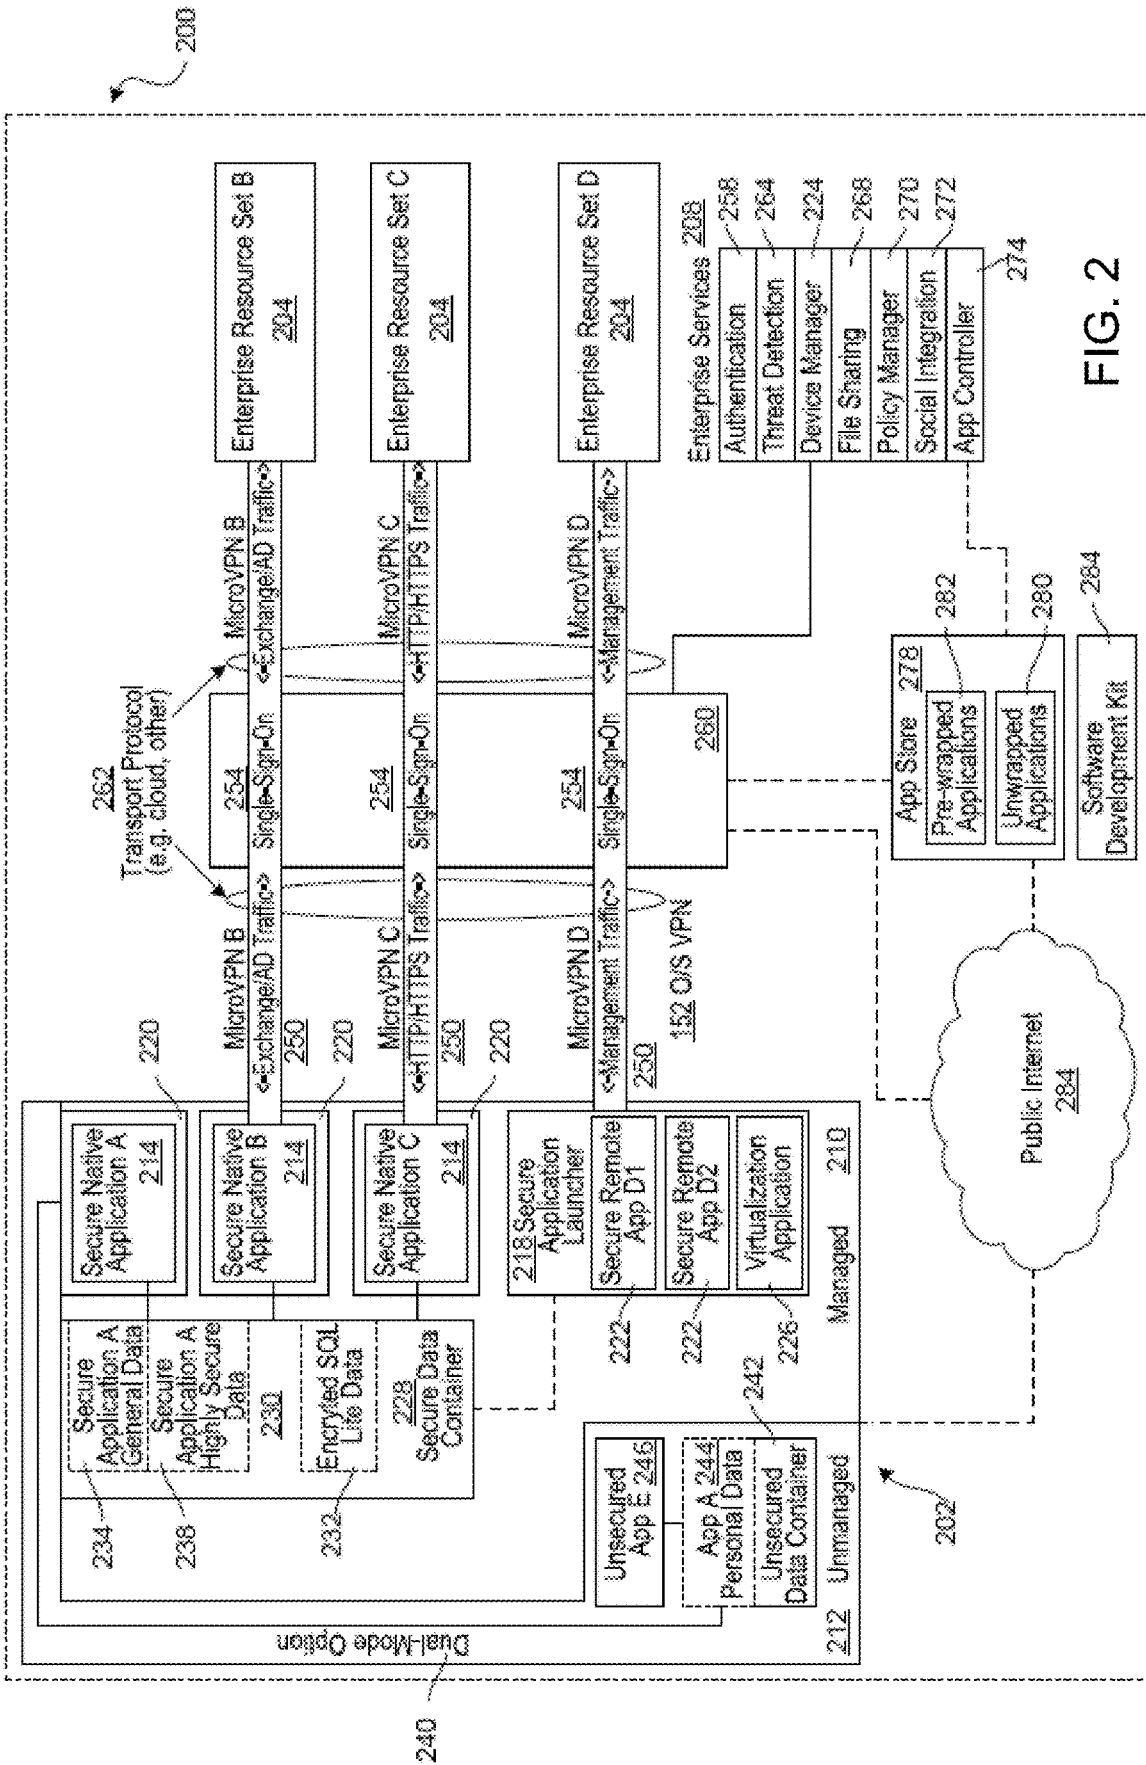 200
262
Transport Protocol
(e.g. cloud, other)
Dual-Mode Option
240
234
Secure
Application A
General Data
238
Secure
Application A
Highly Secure
Data
230
232
Encryted SQL
Lite Data
228
Secure Data
Container
Secure Native
Application A
214
220
Secure Native
Application B
214
220
Secure Native
Application C
214
220
MicroVPN B
<-Exchange/AD Traffic->
250
254
Single-Sign-On
MicroVPN B
<-Exchange/AD Traffic->
Enterprise Resource Set B
204
MicroVPN C
<-HTTP/HTTPS Traffic->
250
254
Single-Sign-On
MicroVPN C
<-HTTP/HTTPS Traffic->
Enterprise Resource Set C
204
218 Secure
Application
Launcher
Secure Remote
App D1
222
Secure Remote
App D2
222
Virtualization
Application
226
MicroVPN D
<-Management Traffic->
250
254
Single-Sign-On
MicroVPN D
<-Management Traffic->
Enterprise Resource Set D
204
152 O/S VPN
260
Unsecured
App E 246
App A 244
Personal Data
Unsecured
Data Container
242
212
Unmanaged
Managed
210
202
Enterprise Services 208
Authentication
258
Threat Detection
264
Device Manager
224
File Sharing
268
Policy Manager
270
Social Integration
272
App Controller
274
App Store 278
Pre-wrapped
Applications
282
Unwrapped
Applications
280
Software
Development Kit
284
Public Internet
284
FIG. 2